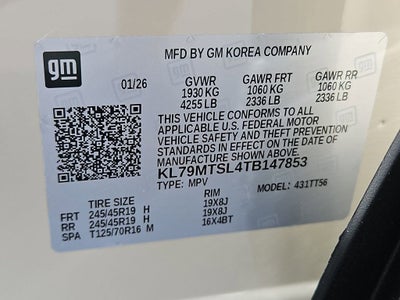 gm
MFD BY GM KOREA COMPANY
01/26 GVWR GAWR FRT GAWR RR
1930 KG 1060 KG 1060 KG
4255 LB 2336 LB 2336 LB
THIS VEHICLE CONFORMS TO ALL
APPLICABLE U.S. FEDERAL MOTOR
VEHICLE SAFETY AND THEFT PREVENTION
STANDARDS IN EFFECT ON THE DATE OF
MANUFACTURE SHOWN ABOVE.
KL79MTSL4TB147853
TYPE: MPV MODEL: 431TT56
TIRE SIZE RIM
FRT 245/45R19 H 19X8J
RR 245/45R19 H 19X8J
SPA T125/70R16 M 16X4BT